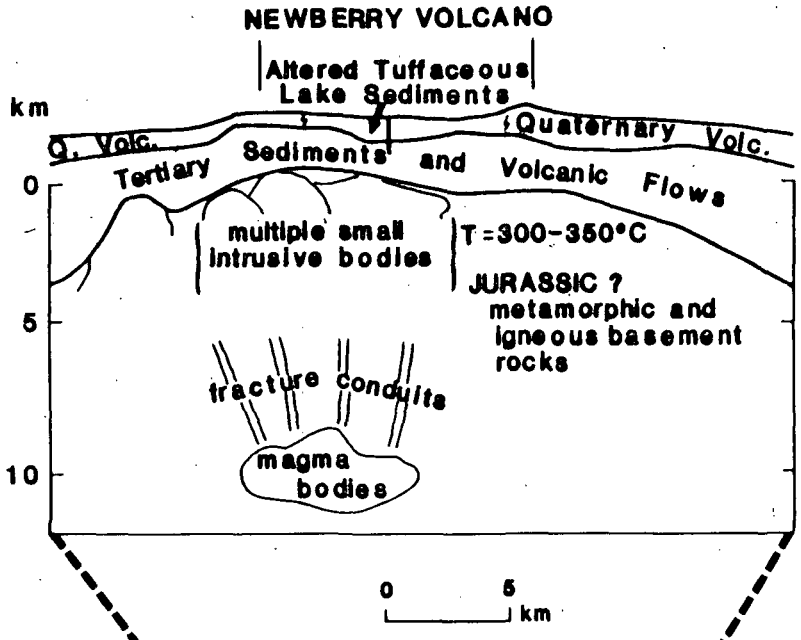 NEWBERRY VOLCANO
Altered Tuffaceous
Lake Sediments
km
Q. Volc.
Quaternary Volc.
Tertiary Sediments and Volcanic Flows
0
multiple small
intrusive bodies
T=300-350°C
JURASSIC ?
metamorphic and
igneous basement
rocks
5
fracture conduits
10
magma
bodies
0 5
km